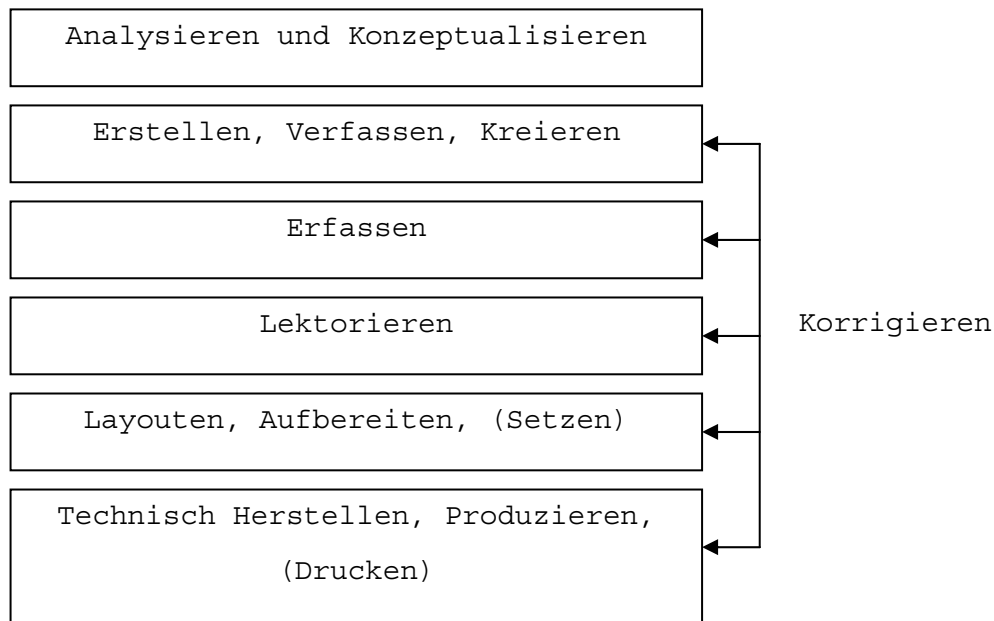 Analysieren und Konzeptualisieren
Erstellen, Verfassen, Kreieren
Erfassen
Lektorieren
Korrigieren
Layouten, Aufbereiten, (Setzen)
Technisch Herstellen, Produzieren,
(Drucken)